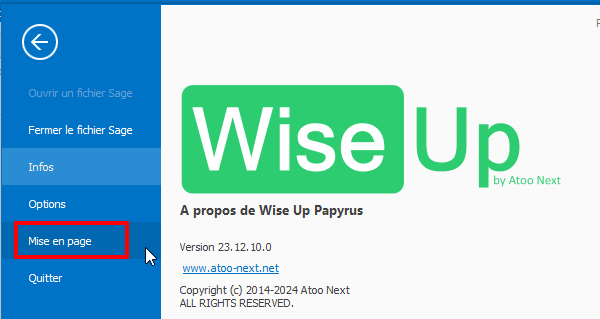 Ouvrir un fichier Sage
Fermer le fichier Sage
Infos
Options
Mise en page
Quitter
Wise Up
by Atoo Next
A propos de Wise Up Papyrus
Version 23.12.10.0
www.atoo-next.net
Copyright (c) 2014-2024 Atoo Next
ALL RIGHTS RESERVED.